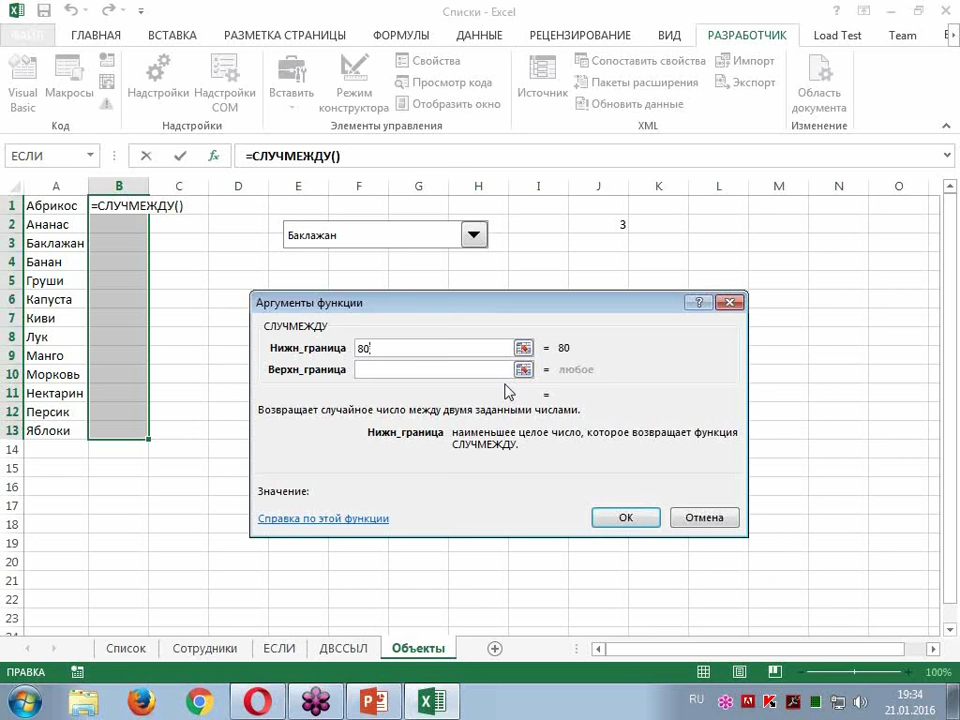 Списки - Excel
ФАЙЛ ГЛАВНАЯ ВСТАВКА РАЗМЕТКА СТРАНИЦЫ ФОРМУЛЫ ДАННЫЕ РЕЦЕНЗИРОВАНИЕ ВИД РАЗРАБОТЧИК Load Test Team
Visual Basic
Макросы
Код
Надстройки
Надстройки COM
Надстройки
Вставить
Режим конструктора
Свойства
Просмотр кода
Отобразить окно
Элементы управления
Источник
Сопоставить свойства
Пакеты расширения
Обновить данные
Импорт
Экспорт
XML
Область документа
Изменение
ЕСЛИ fx =СЛУЧМЕЖДУ()
A B C D E F G H I J K L M N O
1 Абрикос =СЛУЧМЕЖДУ()
2 Ананас 3
3 Баклажан
Баклажан
4 Банан
5 Груши
6 Капуста
7 Киви
8 Лук
9 Манго
10 Морковь
11 Нектарин
12 Персик
13 Яблоки
14
15
16
17
18
19
20
21
22
23
Аргументы функции
СЛУЧМЕЖДУ
Нижн_граница 80 = 80
Верхн_граница = любое
=
Возвращает случайное число между двумя заданными числами.
Нижн_граница наименьшее целое число, которое возвращает функция
СЛУЧМЕЖДУ.
Значение:
Справка по этой функции
ОК Отмена
Список Сотрудники ЕСЛИ ДВССЫЛ Объекты
ПРАВКА 100%
RU 19:34
21.01.2016